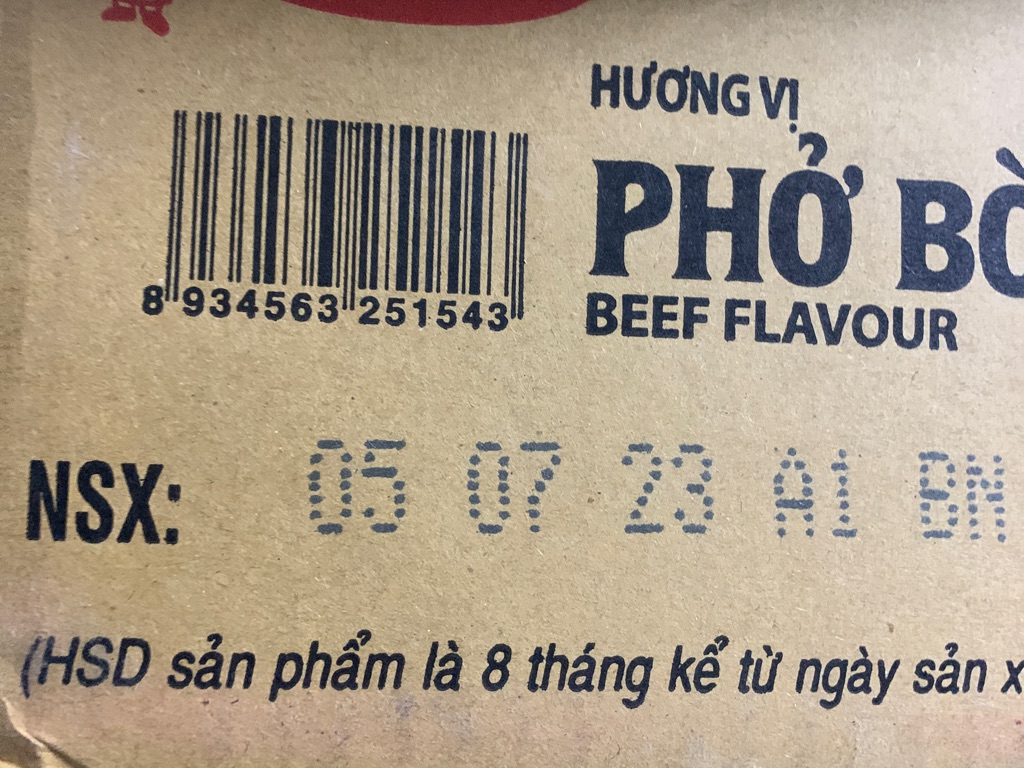 HƯƠNG VỊ
PHỞ BÒ
BEEF FLAVOUR
8 934563 251543
NSX: 05 07 23 A1 BN
(HSD sản phẩm là 8 tháng kể từ ngày sản x